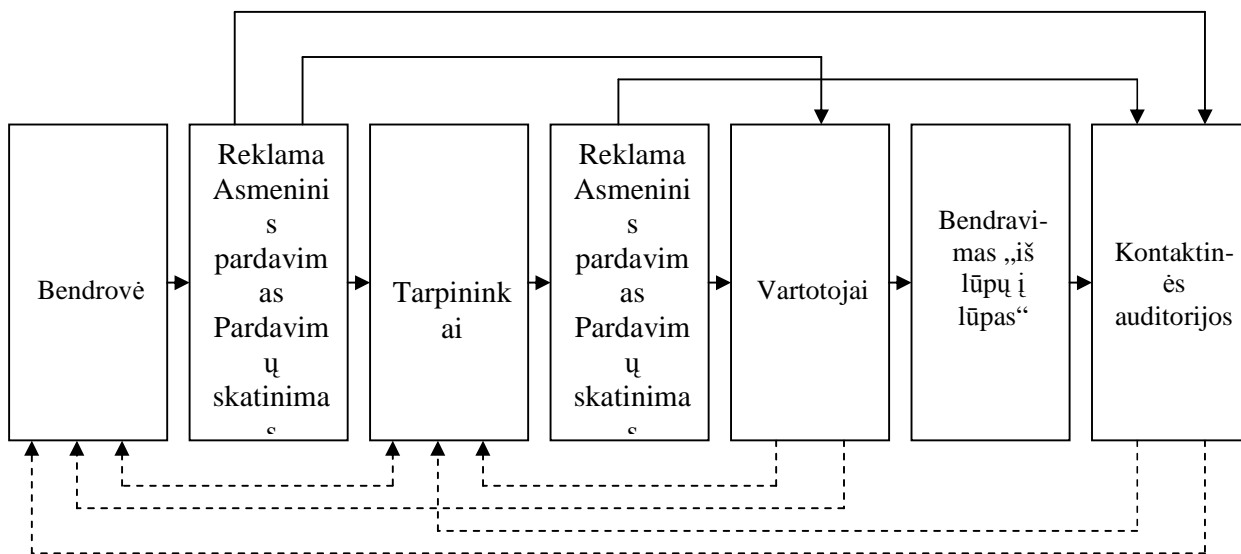 Bendrovė
Reklama
Asmenini
s
pardavim
as
Pardavim
ų
skatinima
s
Tarpinink
ai
Reklama
Asmenini
s
pardavim
as
Pardavim
ų
skatinima
s
Vartotojai
Bendravi-
mas „iš
lūpų į
lūpas“
Kontaktin-
ės
auditorijos